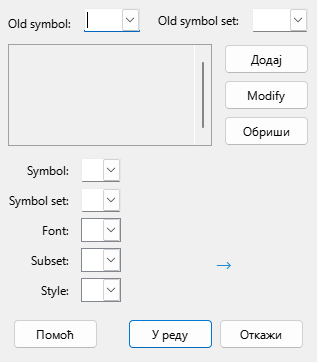 Old symbol: Old symbol set:
Додај
Modify
Обриши
Symbol:
Symbol set:
Font:
Subset:
Style:
Помоћ У реду Откажи